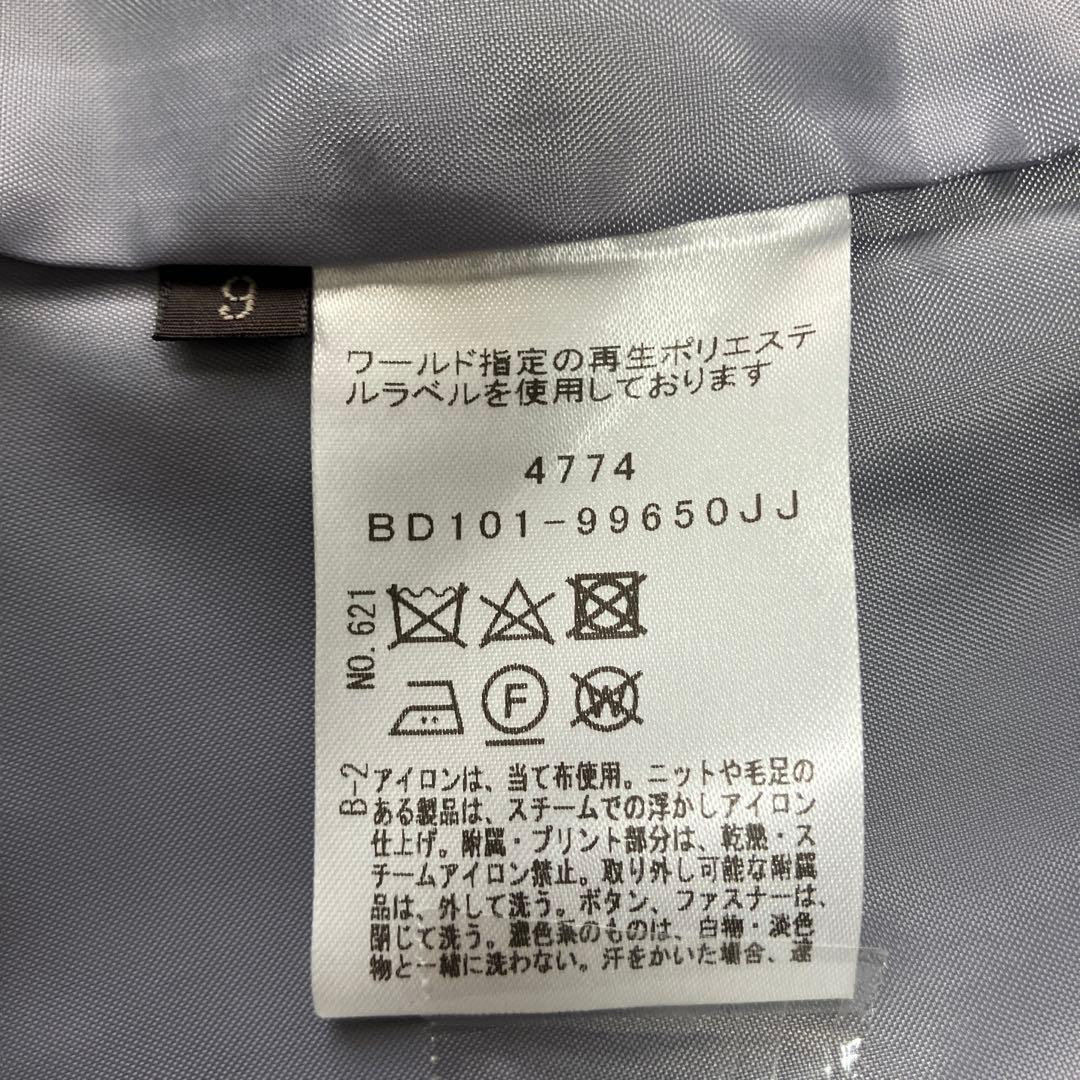 9
ワールド指定の再生ポリエステ
ルラベルを使用しております
4774
BD101-99650JJ
NO.621
F
W
B-2
アイロンは、当て布使用。ニットや毛足の
ある製品は、スチームでの浮かしアイロン
仕上げ。附属・プリント部分は、乾熱・ス
チームアイロン禁止。取り外し可能な附属
品は、外して洗う。ボタン、ファスナーは、
閉じて洗う。濃色系のものは、白物・淡色
物と一緒に洗わない。汗をかいた場合、速